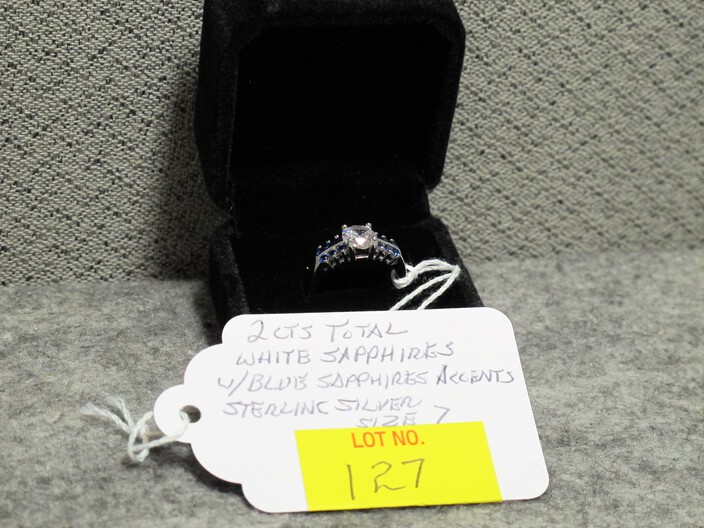 2 CTS TOTAL
WHITE SAPPHIRES
W/BLUE SAPPHIRES ACCENTS
STERLING SILVER
SIZE 7
LOT NO.
127